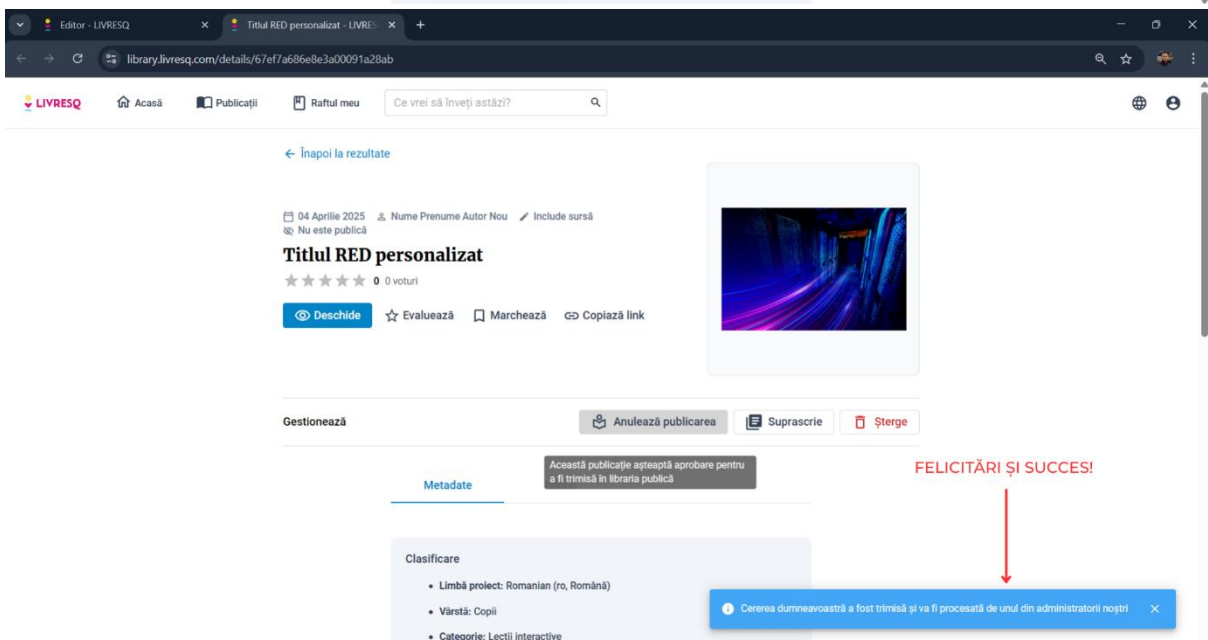 Editor - LIVRESQ
Titlul RED personalizat - LIVRES
library.livresq.com/details/67ef7a686e8e3a00091a28ab
LIVRESQ
Acasă
Publicații
Raftul meu
Ce vrei să înveți astăzi?
← Înapoi la rezultate
04 Aprilie 2025 Nume Prenume Autor Nou Include sursă
Nu este publică
Titlul RED personalizat
0 0 voturi
Deschide
Evaluează
Marchează
Copiază link
Gestionează
Anulează publicarea
Suprascrie
Șterge
Această publicație așteaptă aprobare pentru
a fi trimisă în libraria publică
Metadate
FELICITĂRI ȘI SUCCES!
Clasificare
• Limbă proiect: Romanian (ro, Română)
• Vârstă: Copii
• Categorie: Lecții interactive
Cererea dumneavoastră a fost trimisă și va fi procesată de unul din administratorii noștri